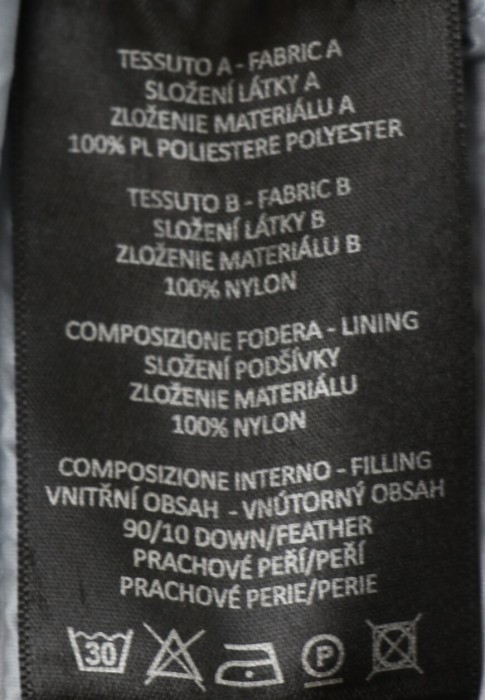 TESSUTO A - FABRIC A
SLOŽENÍ LÁTKY A
ZLOŽENIE MATERIÁLU A
100% PL POLIESTERE POLYESTER
TESSUTO B - FABRIC B
SLOŽENÍ LÁTKY B
ZLOŽENIE MATERIÁLU B
100% NYLON
COMPOSIZIONE FODERA - LINING
SLOŽENÍ PODŠÍVKY
ZLOŽENIE MATERIÁLU
100% NYLON
COMPOSIZIONE INTERNO - FILLING
VNITŘNÍ OBSAH - VNÚTORNÝ OBSAH
90/10 DOWN/FEATHER
PRACHOVÉ PEŘÍ/PEŘÍ
PRACHOVÉ PERIE/PERIE
30 P